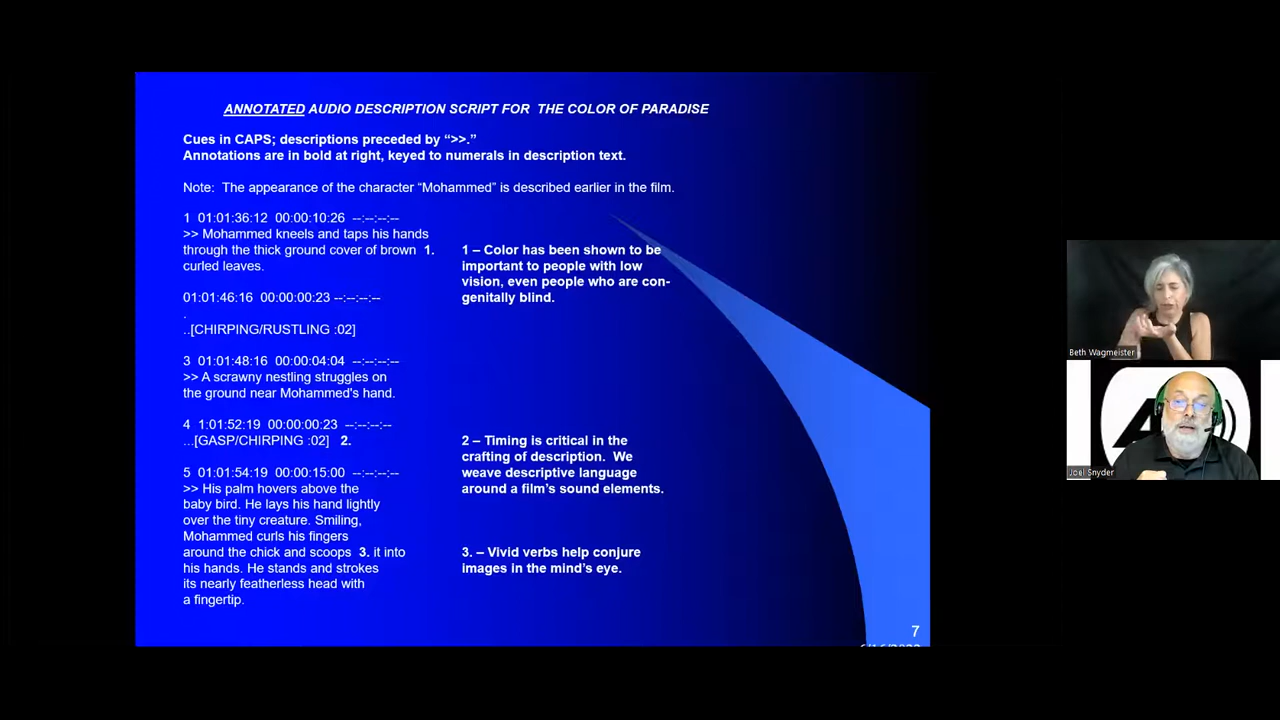 ANNOTATED AUDIO DESCRIPTION SCRIPT FOR THE COLOR OF PARADISE
Cues in CAPS; descriptions preceded by “>>.”
Annotations are in bold at right, keyed to numerals in description text.
Note: The appearance of the character “Mohammed” is described earlier in the film.
1 01:01:36:12 00:00:10:26 --:--:--:--
>> Mohammed kneels and taps his hands
through the thick ground cover of brown 1.
curled leaves.
1 – Color has been shown to be
important to people with low
vision, even people who are con-
genitally blind.
01:01:46:16 00:00:00:23 --:--:--:--
.
..[CHIRPING/RUSTLING :02]
3 01:01:48:16 00:00:04:04 --:--:--:--
>> A scrawny nestling struggles on
the ground near Mohammed's hand.
4 1:01:52:19 00:00:00:23 --:--:--:--
...[GASP/CHIRPING :02] 2.
2 – Timing is critical in the
crafting of description. We
weave descriptive language
around a film’s sound elements.
5 01:01:54:19 00:00:15:00 --:--:--:--
>> His palm hovers above the
baby bird. He lays his hand lightly
over the tiny creature. Smiling,
Mohammed curls his fingers
around the chick and scoops 3. it into
his hands. He stands and strokes
its nearly featherless head with
a fingertip.
3. – Vivid verbs help conjure
images in the mind’s eye.
7
Beth Wagmeister
Joel Snyder